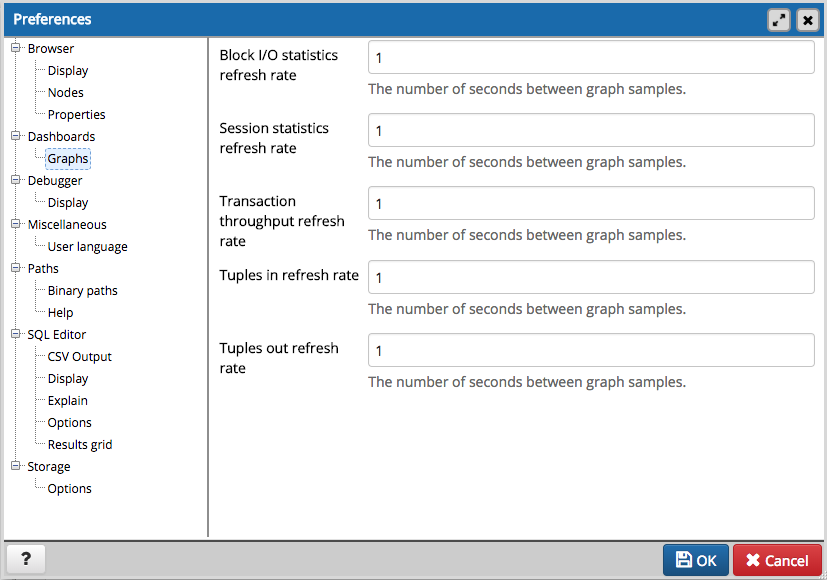 Preferences
Browser
Display
Nodes
Properties
Dashboards
Graphs
Debugger
Display
Miscellaneous
User language
Paths
Binary paths
Help
SQL Editor
CSV Output
Display
Explain
Options
Results grid
Storage
Options
Block I/O statistics
refresh rate
1
The number of seconds between graph samples.
Session statistics
refresh rate
1
The number of seconds between graph samples.
Transaction
throughput refresh
rate
1
The number of seconds between graph samples.
Tuples in refresh rate
1
The number of seconds between graph samples.
Tuples out refresh
rate
1
The number of seconds between graph samples.
?
OK
Cancel